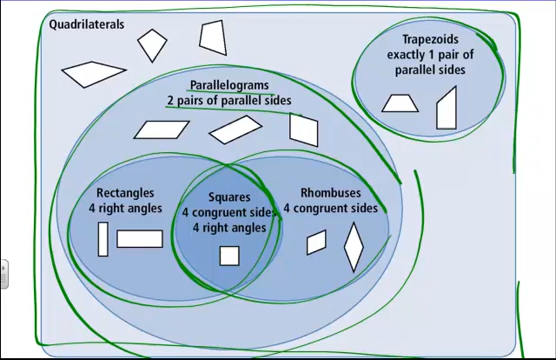 Quadrilaterals
Trapezoids
exactly 1 pair of
parallel sides
Parallelograms
2 pairs of parallel sides
Rectangles
4 right angles
Squares
4 congruent sides
4 right angles
Rhombuses
4 congruent sides